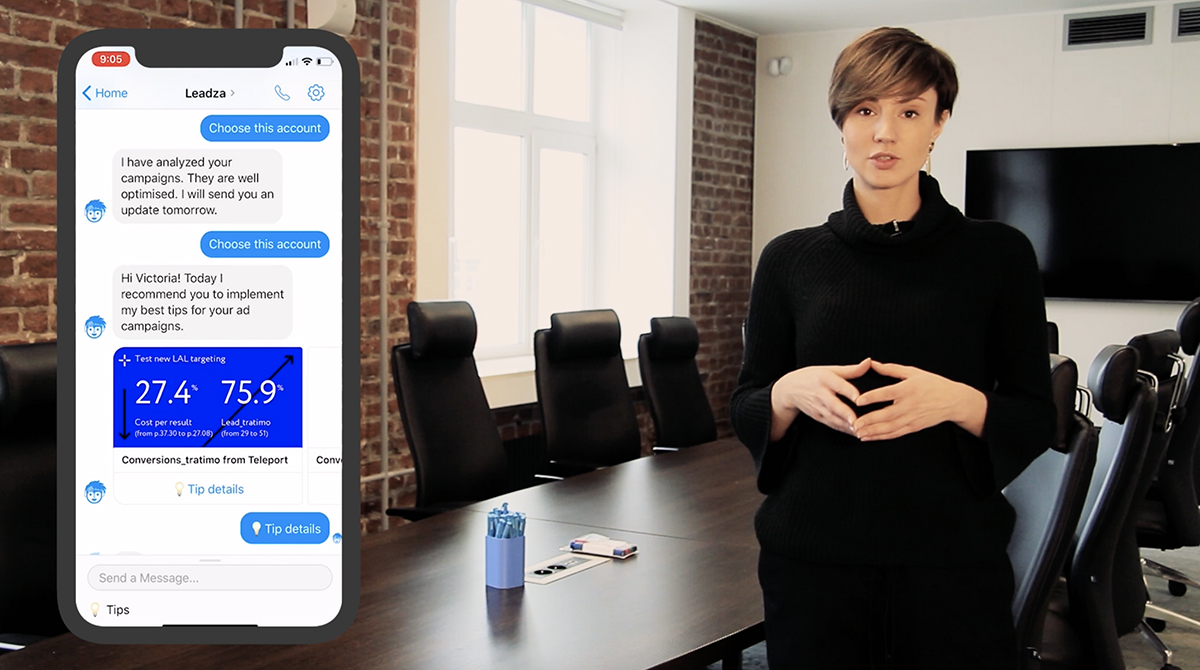 9:05
Home
Leadza
Choose this account
I have analyzed your
campaigns. They are well
optimised. I will send you an
update tomorrow.
Choose this account
Hi Victoria! Today I
recommend you to implement
my best tips for your ad
campaigns.
Test new LAL targeting
27.4% 75.9%
Cost per result Lead_tratimo
(from p.37.30 to p.27.08) (from 29 to 51)
Conversions_tratimo from Teleport Conv
Tip details
Tip details
Send a Message...
Tips